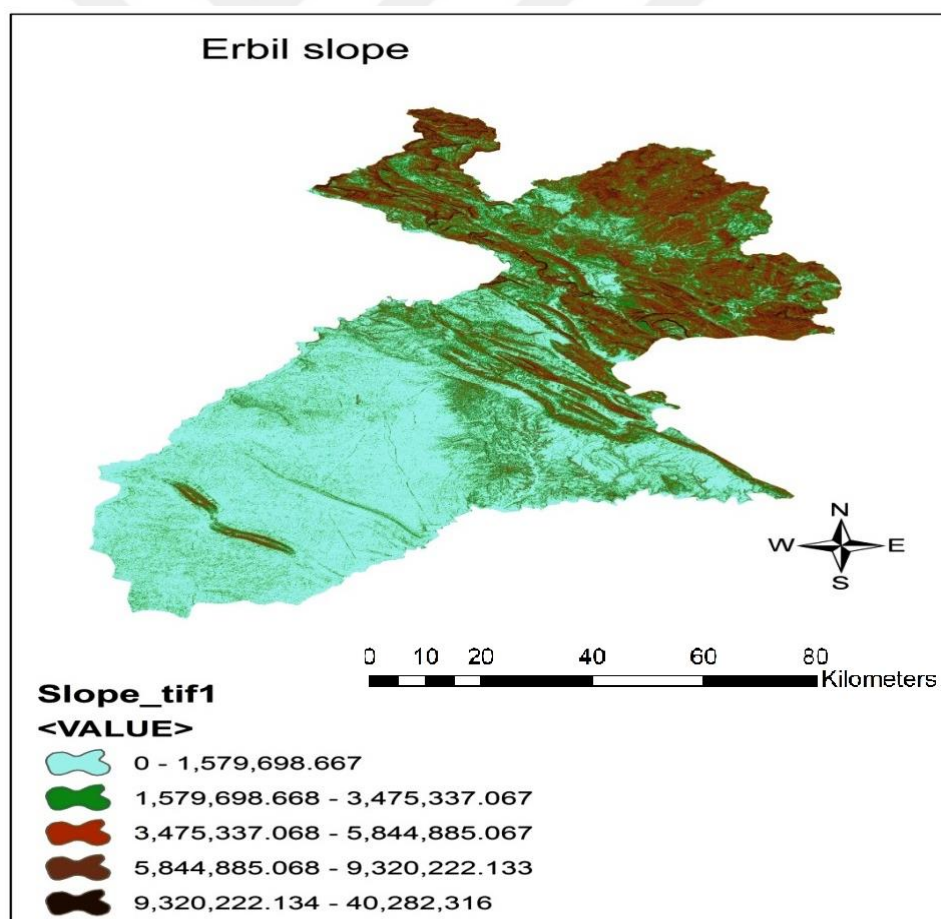 Erbil slope
N
W E
S
0 10 20 40 60 80
Kilometers
Slope_tif1
<VALUE>
0 - 1,579,698.667
1,579,698.668 - 3,475,337.067
3,475,337.068 - 5,844,885.067
5,844,885.068 - 9,320,222.133
9,320,222.134 - 40,282,316